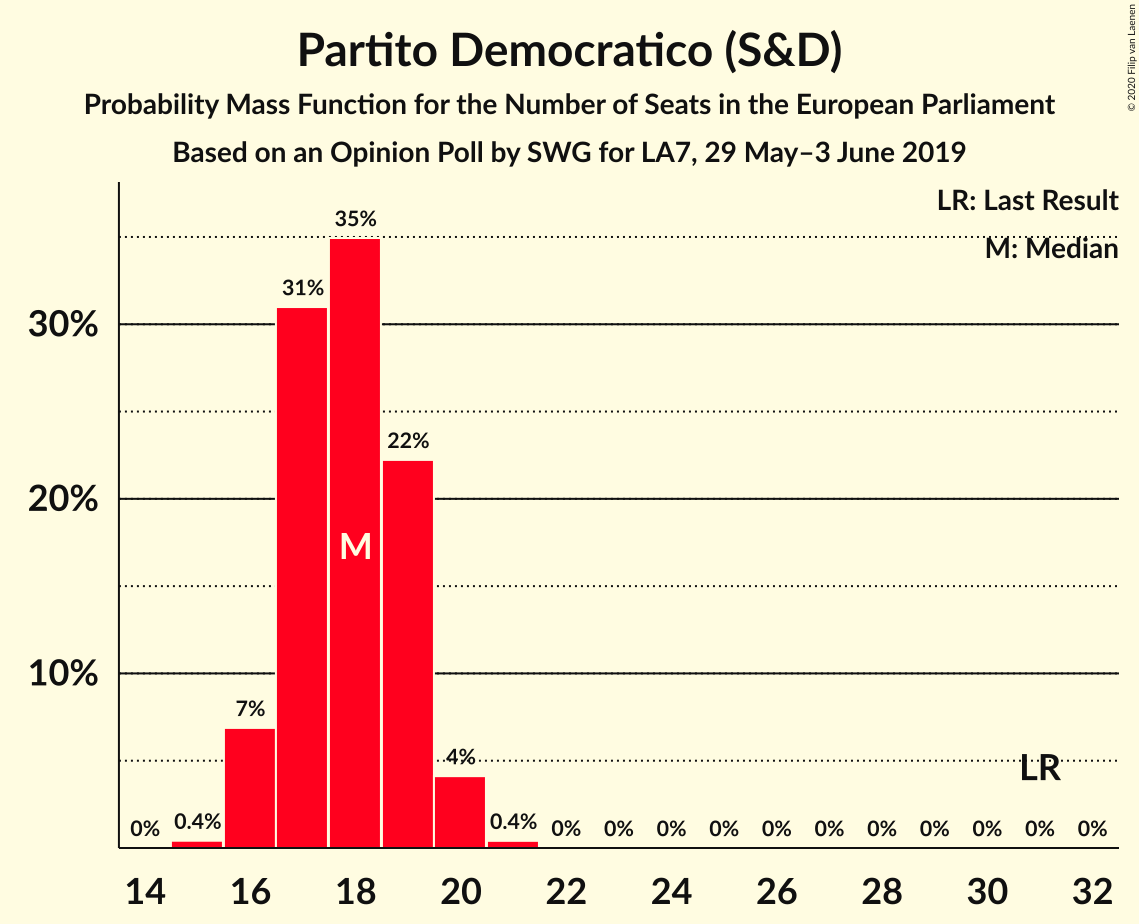 Partito Democratico (S&D)
Probability Mass Function for the Number of Seats in the European Parliament
Based on an Opinion Poll by SWG for LA7, 29 May–3 June 2019
© 2020 Filip van Laenen
LR: Last Result
M: Median
35%
31%
30%
22%
20%
M
10%
7%
4%
LR
0% 0.4% 0.4% 0% 0% 0% 0% 0% 0% 0% 0% 0% 0% 0%
14 16 18 20 22 24 26 28 30 32